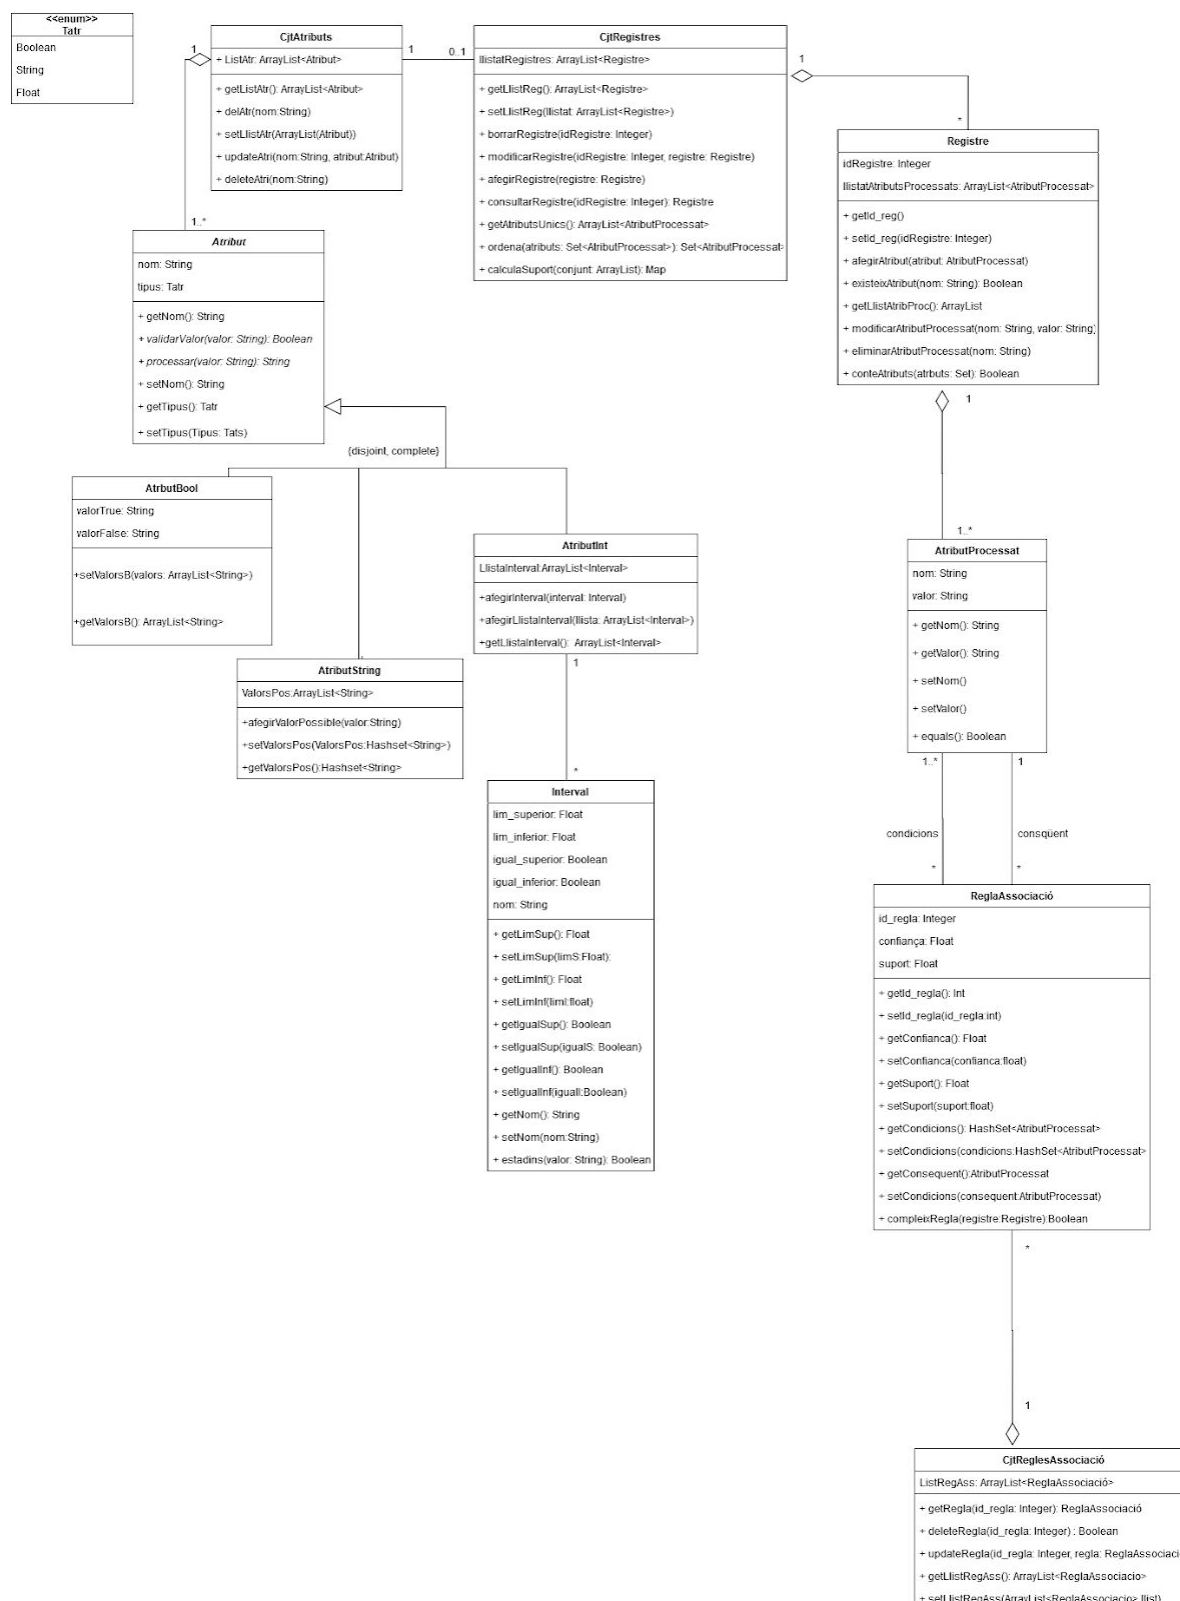 <<enum>>
Tatr
Boolean
String
Float
CjtAtributs
+ ListAtr: ArrayList<Atribut>
+ getListAtr(): ArrayList<Atribut>
+ delAtr(nom:String)
+ setLlistAtr(ArrayList(Atribut))
+ updateAtri(nom:String, atribut:Atribut)
+ deleteAtri(nom:String)
1
1
0..1
1..*
CjtRegistres
llistatRegistres: ArrayList<Registre>
+ getLlistReg(): ArrayList<Registre>
+ setLlistReg(llistat: ArrayList<Registre>)
+ borrarRegistre(idRegistre: Integer)
+ modificarRegistre(idRegistre: Integer, registre: Registre)
+ afegirRegistre(registre: Registre)
+ consultarRegistre(idRegistre: Integer): Registre
+ getAtributsUnics(): ArrayList<AtributProcessat>
+ ordena(atributs: Set<AtributProcessat>): Set<AtributProcessat>
+ calculaSuport(conjunt: ArrayList): Map
1
*
Registre
idRegistre: Integer
llistatAtributsProcessats: ArrayList<AtributProcessat>
+ getId_reg()
+ setId_reg(idRegistre: Integer)
+ afegirAtribut(atribut: AtributProcessat)
+ existeixAtribut(nom: String): Boolean
+ getLlistAtribProc(): ArrayList
+ modificarAtributProcessat(nom: String, valor: String)
+ eliminarAtributProcessat(nom: String)
+ conteAtributs(atrbuts: Set): Boolean
1
1..*
Atribut
nom: String
tipus: Tatr
+ getNom(): String
+ validarValor(valor: String): Boolean
+ processar(valor: String): String
+ setNom(): String
+ getTipus(): Tatr
+ setTipus(Tipus: Tats)
{disjoint, complete}
AtrbutBool
valorTrue: String
valorFalse: String
+setValorsB(valors: ArrayList<String>)
+getValorsB(): ArrayList<String>
AtributString
ValorsPos:ArrayList<String>
+afegirValorPossible(valor:String)
+setValorsPos(ValorsPos:Hashset<String>)
+getValorsPos():Hashset<String>
AtributInt
LlistaInterval:ArrayList<Interval>
+afegirInterval(interval: Interval)
+afegirLlistaInterval(llista: ArrayList<Interval>)
+getLlistaInterval(): ArrayList<Interval>
1
*
Interval
lim_superior: Float
lim_inferior: Float
igual_superior: Boolean
igual_inferior: Boolean
nom: String
+ getLimSup(): Float
+ setLimSup(limS:Float):
+ getLimInf(): Float
+ setLimInf(limI:float)
+ getIgualSup(): Boolean
+ setIgualSup(igualS: Boolean)
+ getIgualInf(): Boolean
+ setIgualInf(igualI:Boolean)
+ getNom(): String
+ setNom(nom:String)
+ estadins(valor: String): Boolean
AtributProcessat
nom: String
valor: String
+ getNom(): String
+ getValor(): String
+ setNom()
+ setValor()
+ equals(): Boolean
1..*
1
condicions
consqüent
*
*
ReglaAssociació
id_regla: Integer
confiança: Float
suport: Float
+ getId_regla(): Int
+ setId_regla(id_regla:int)
+ getConfianca(): Float
+ setConfianca(confianca:float)
+ getSuport(): Float
+ setSuport(suport:float)
+ getCondicions(): HashSet<AtributProcessat>
+ setCondicions(condicions:HashSet<AtributProcessat>
+ getConsequent():AtributProcessat
+ setCondicions(consequent:AtributProcessat)
+ compleixRegla(registre:Registre):Boolean
*
1
CjtReglesAssociació
ListRegAss: ArrayList<ReglaAssociació>
+ getRegla(id_regla: Integer): ReglaAssociació
+ deleteRegla(id_regla: Integer) : Boolean
+ updateRegla(id_regla: Integer, regla: ReglaAssociaci
+ getLlistRegAss(): ArrayList<ReglaAssociacio>
+ setLlistRegAss(ArrayList<ReglaAssociacio> llist)